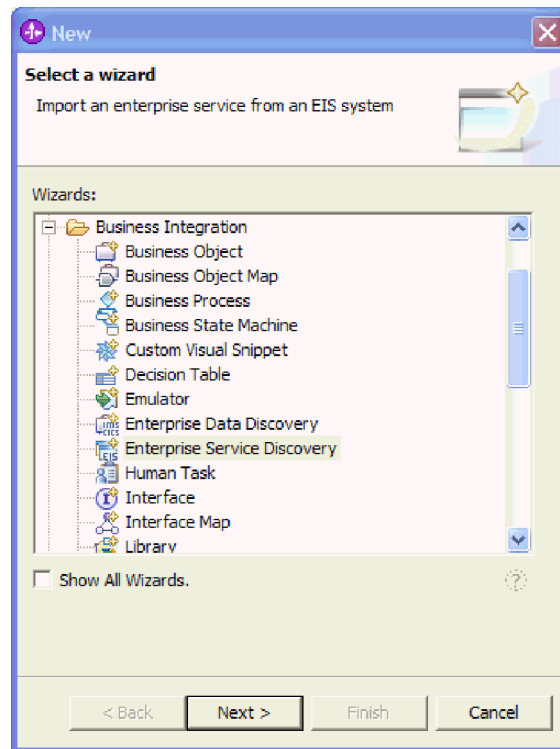 New
Select a wizard
Import an enterprise service from an EIS system
Wizards:
Business Integration
Business Object
Business Object Map
Business Process
Business State Machine
Custom Visual Snippet
Decision Table
Emulator
Enterprise Data Discovery
Enterprise Service Discovery
Human Task
Interface
Interface Map
Library
Show All Wizards.
< Back Next > Finish Cancel